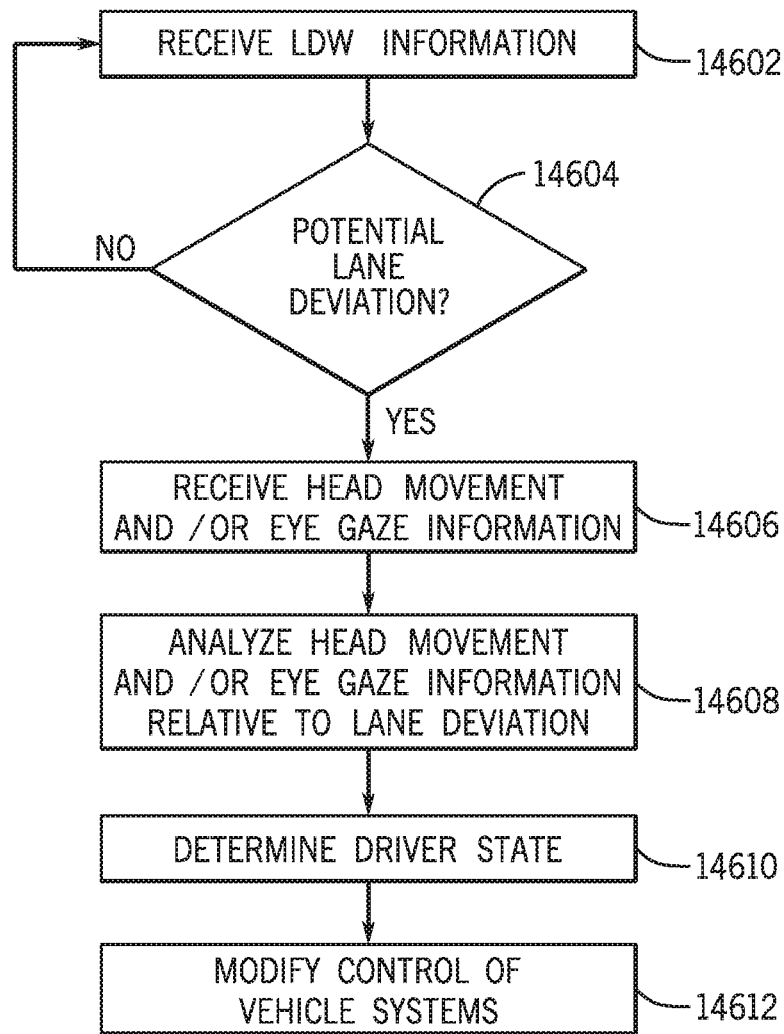 RECEIVE LDW INFORMATION
14602
14604
POTENTIAL
LANE
DEVIATION?
NO
YES
RECEIVE HEAD MOVEMENT
AND /OR EYE GAZE INFORMATION
14606
ANALYZE HEAD MOVEMENT
AND /OR EYE GAZE INFORMATION
RELATIVE TO LANE DEVIATION
14608
DETERMINE DRIVER STATE
14610
MODIFY CONTROL OF
VEHICLE SYSTEMS
14612